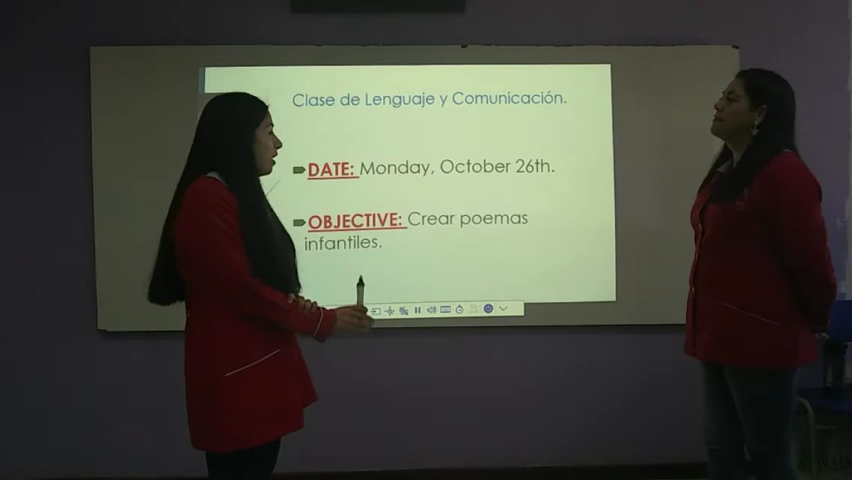 Clase de Lenguaje y Comunicación.
DATE: Monday, October 26th.
OBJECTIVE: Crear poemas
infantiles.